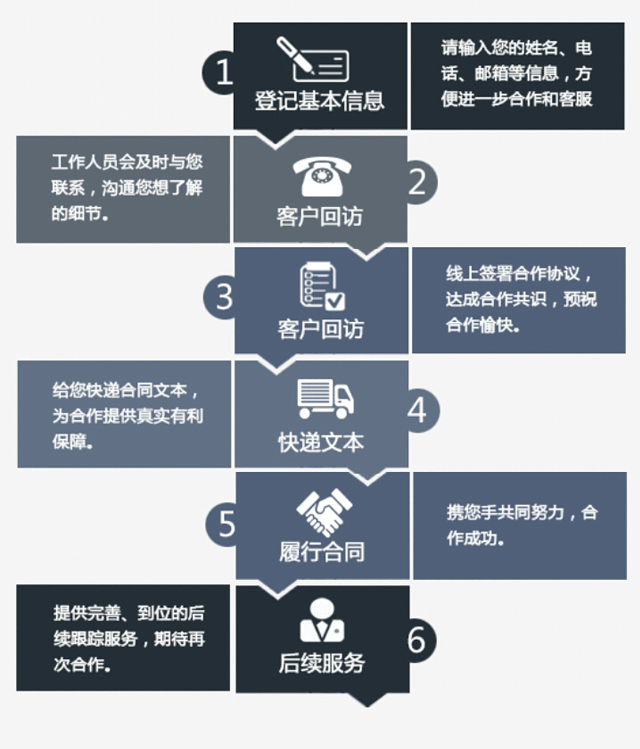 1
登记基本信息
请输入您的姓名、电
话、邮箱等信息，方
便进一步合作和客服
工作人员会及时与您
联系，沟通您想了解
的细节。
客户回访
2
3
客户回访
线上签署合作协议，
达成合作共识，预祝
合作愉快。
给您快递合同文本，
为合作提供真实有利
保障。
快递文本
4
5
履行合同
携您手共同努力，合
作成功。
提供完善、到位的后
续跟踪服务，期待再
次合作。
后续服务
6